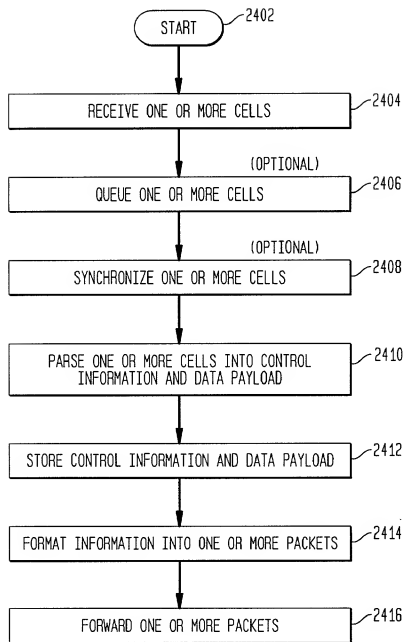 START
2402
RECEIVE ONE OR MORE CELLS
2404
(OPTIONAL)
QUEUE ONE OR MORE CELLS
2406
(OPTIONAL)
SYNCHRONIZE ONE OR MORE CELLS
2408
PARSE ONE OR MORE CELLS INTO CONTROL
INFORMATION AND DATA PAYLOAD
2410
STORE CONTROL INFORMATION AND DATA PAYLOAD
2412
FORMAT INFORMATION INTO ONE OR MORE PACKETS
2414
FORWARD ONE OR MORE PACKETS
2416